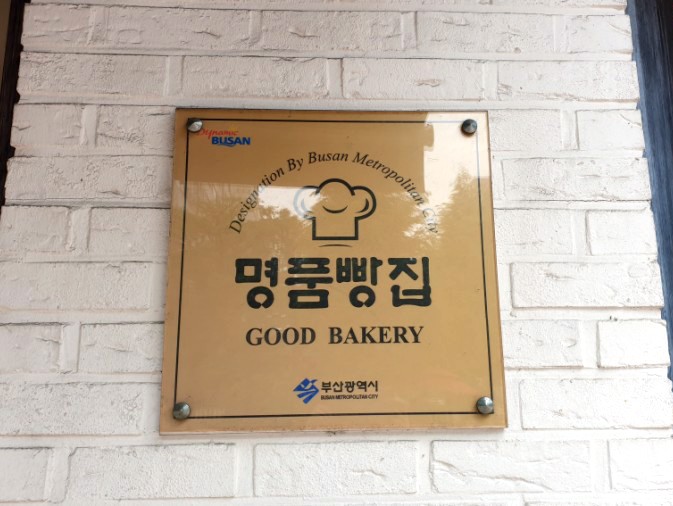 Dynamic
BUSAN
Designation By Busan Metropolitan City
명품빵집
GOOD BAKERY
부산광역시
BUSAN METROPOLITAN CITY